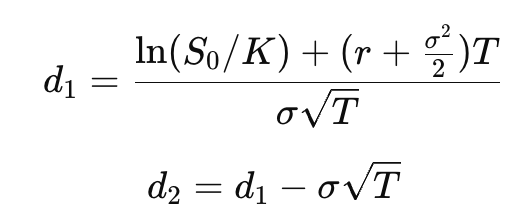 d₁ = (ln(S₀/K) + (r + σ²/2)T) / (σ√T)
d₂ = d₁ − σ√T